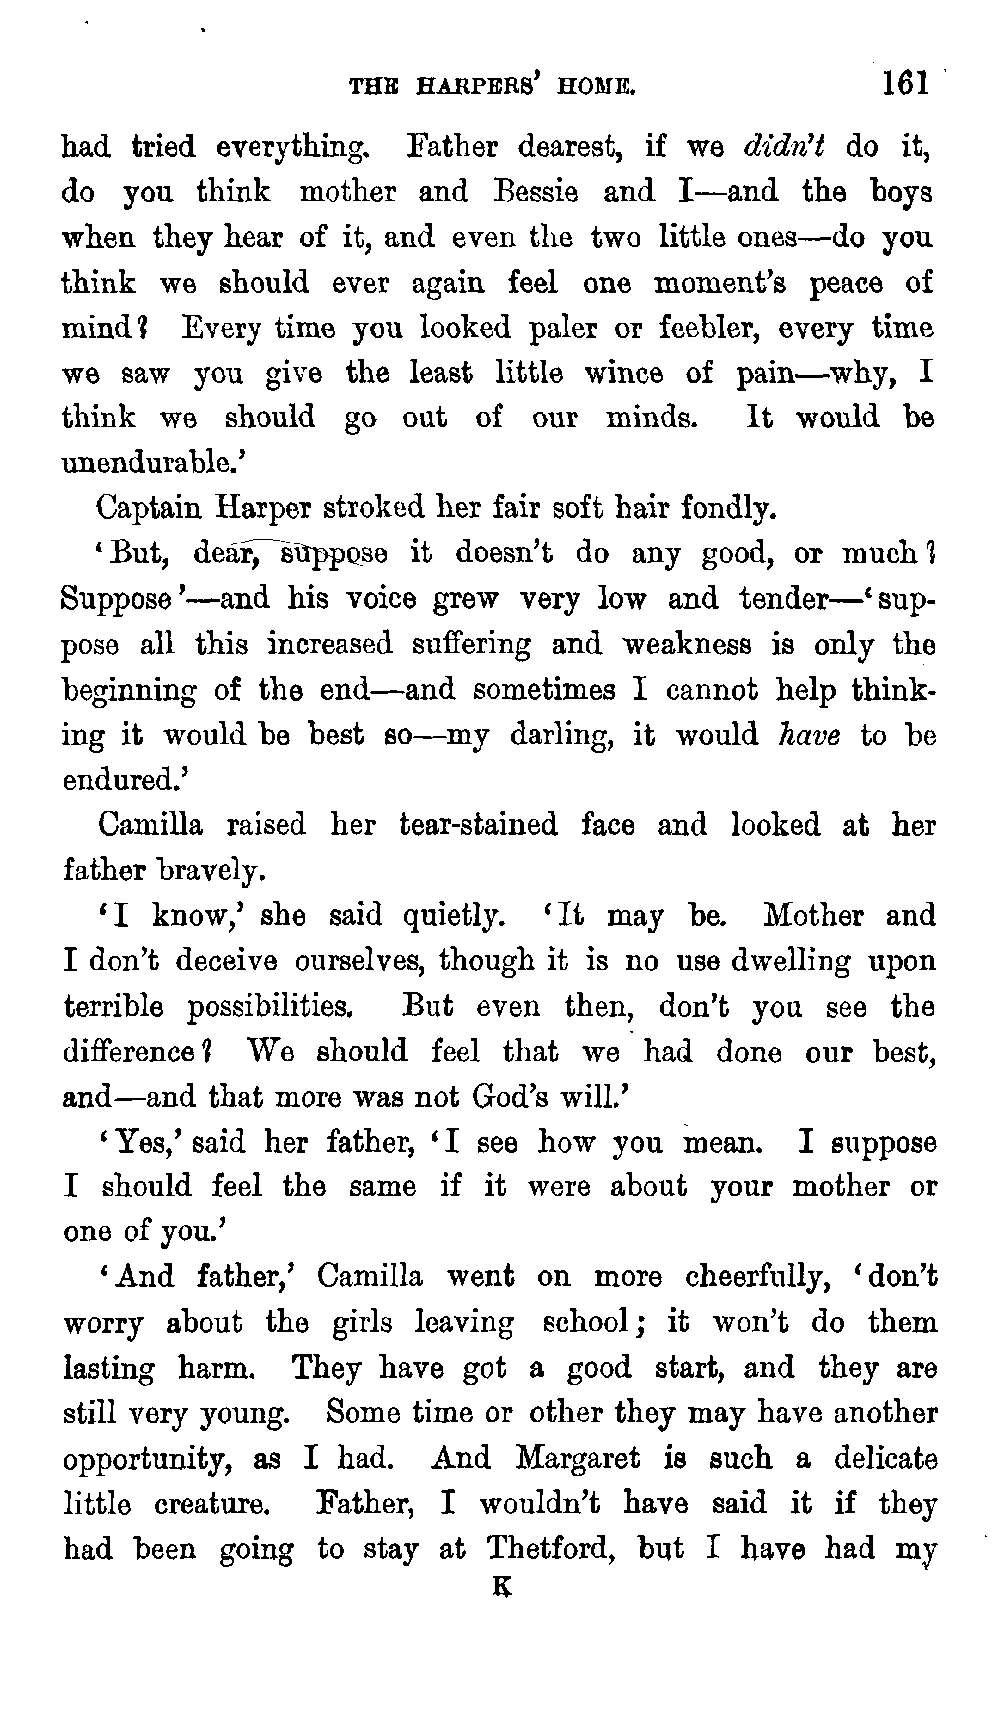 THE HARPERS' HOME. 161
had tried everything. Father dearest, if we didn't do it,
do you think mother and Bessie and I—and the boys
when they hear of it, and even the two little ones—do you
think we should ever again feel one moment's peace of
mind? Every time you looked paler or feebler, every time
we saw you give the least little wince of pain—why, I
think we should go out of our minds. It would be
unendurable.'
Captain Harper stroked her fair soft hair fondly.
'But, dear, suppose it doesn't do any good, or much?
Suppose'—and his voice grew very low and tender—'sup-
pose all this increased suffering and weakness is only the
beginning of the end—and sometimes I cannot help think-
ing it would be best so—my darling, it would have to be
endured.'
Camilla raised her tear-stained face and looked at her
father bravely.
'I know,' she said quietly. 'It may be. Mother and
I don't deceive ourselves, though it is no use dwelling upon
terrible possibilities. But even then, don't you see the
difference? We should feel that we had done our best,
and—and that more was not God's will.'
'Yes,' said her father, 'I see how you mean. I suppose
I should feel the same if it were about your mother or
one of you.'
'And father,' Camilla went on more cheerfully, 'don't
worry about the girls leaving school; it won't do them
lasting harm. They have got a good start, and they are
still very young. Some time or other they may have another
opportunity, as I had. And Margaret is such a delicate
little creature. Father, I wouldn't have said it if they
had been going to stay at Thetford, but I have had my
K